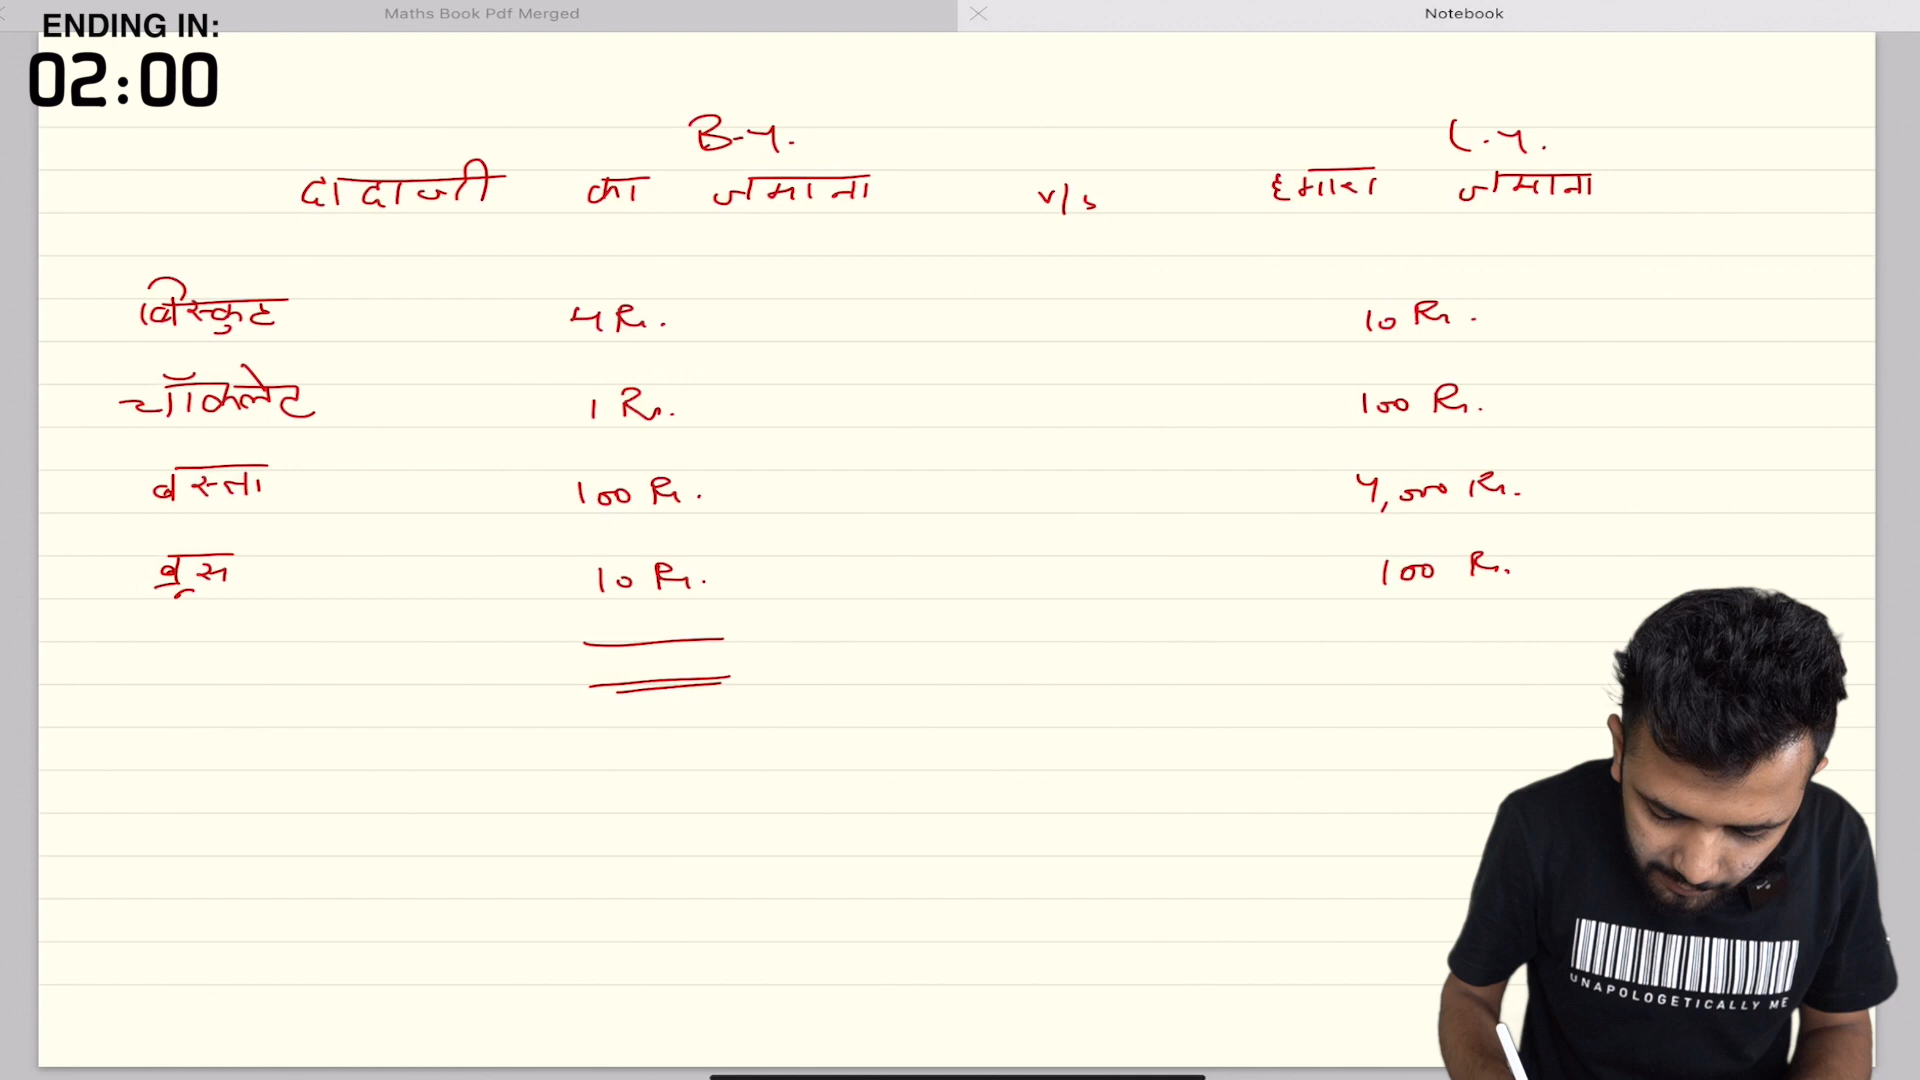 Maths Book Pdf Merged Notebook
ENDING IN:
02:00
B.Y. C.Y.
दादाजी का जमाना v/s हमारा जमाना
बिस्कुट 4 Rs. 10 Rs.
चॉकलेट 1 Rs. 100 Rs.
बस्ता 100 Rs. 4,000 Rs.
ब्रूस 10 Rs. 100 Rs.
UNAPOLOGETICALLY ME